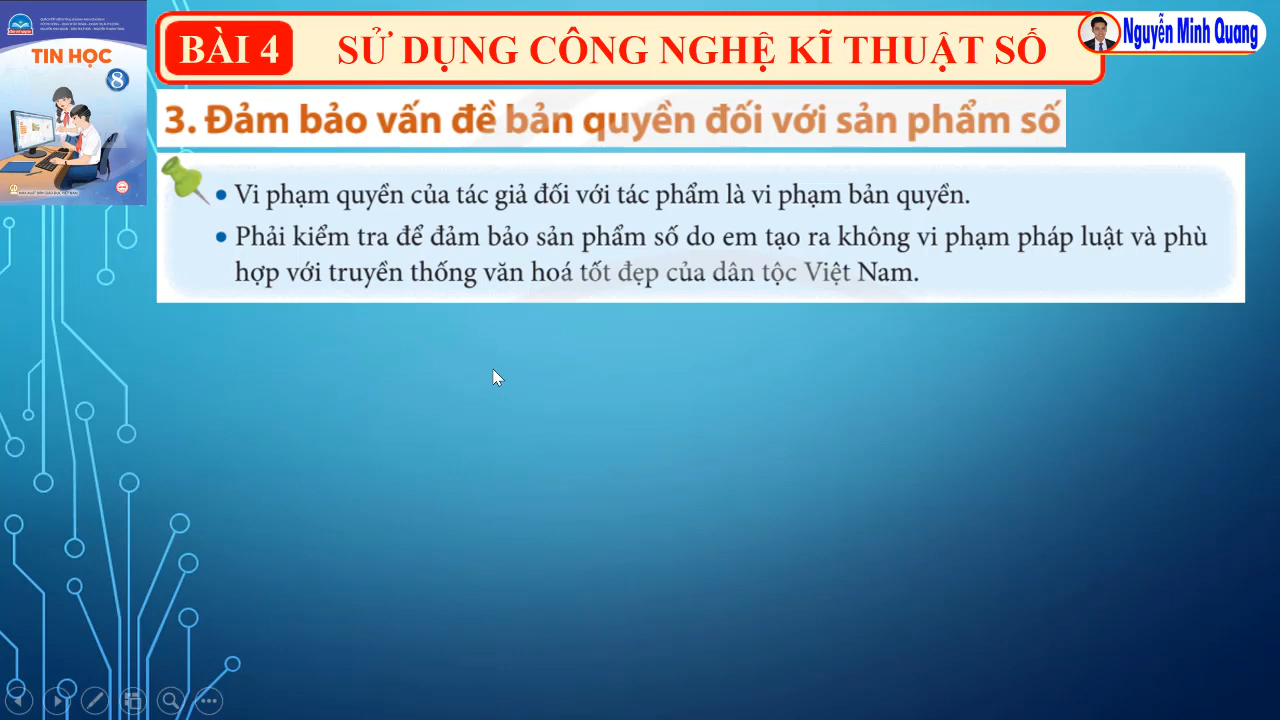 TIN HỌC
8
BÀI 4
SỬ DỤNG CÔNG NGHỆ KĨ THUẬT SỐ
Nguyễn Minh Quang
3. Đảm bảo vấn đề bản quyền đối với sản phẩm số
• Vi phạm quyền của tác giả đối với tác phẩm là vi phạm bản quyền.
• Phải kiểm tra để đảm bảo sản phẩm số do em tạo ra không vi phạm pháp luật và phù
hợp với truyền thống văn hoá tốt đẹp của dân tộc Việt Nam.